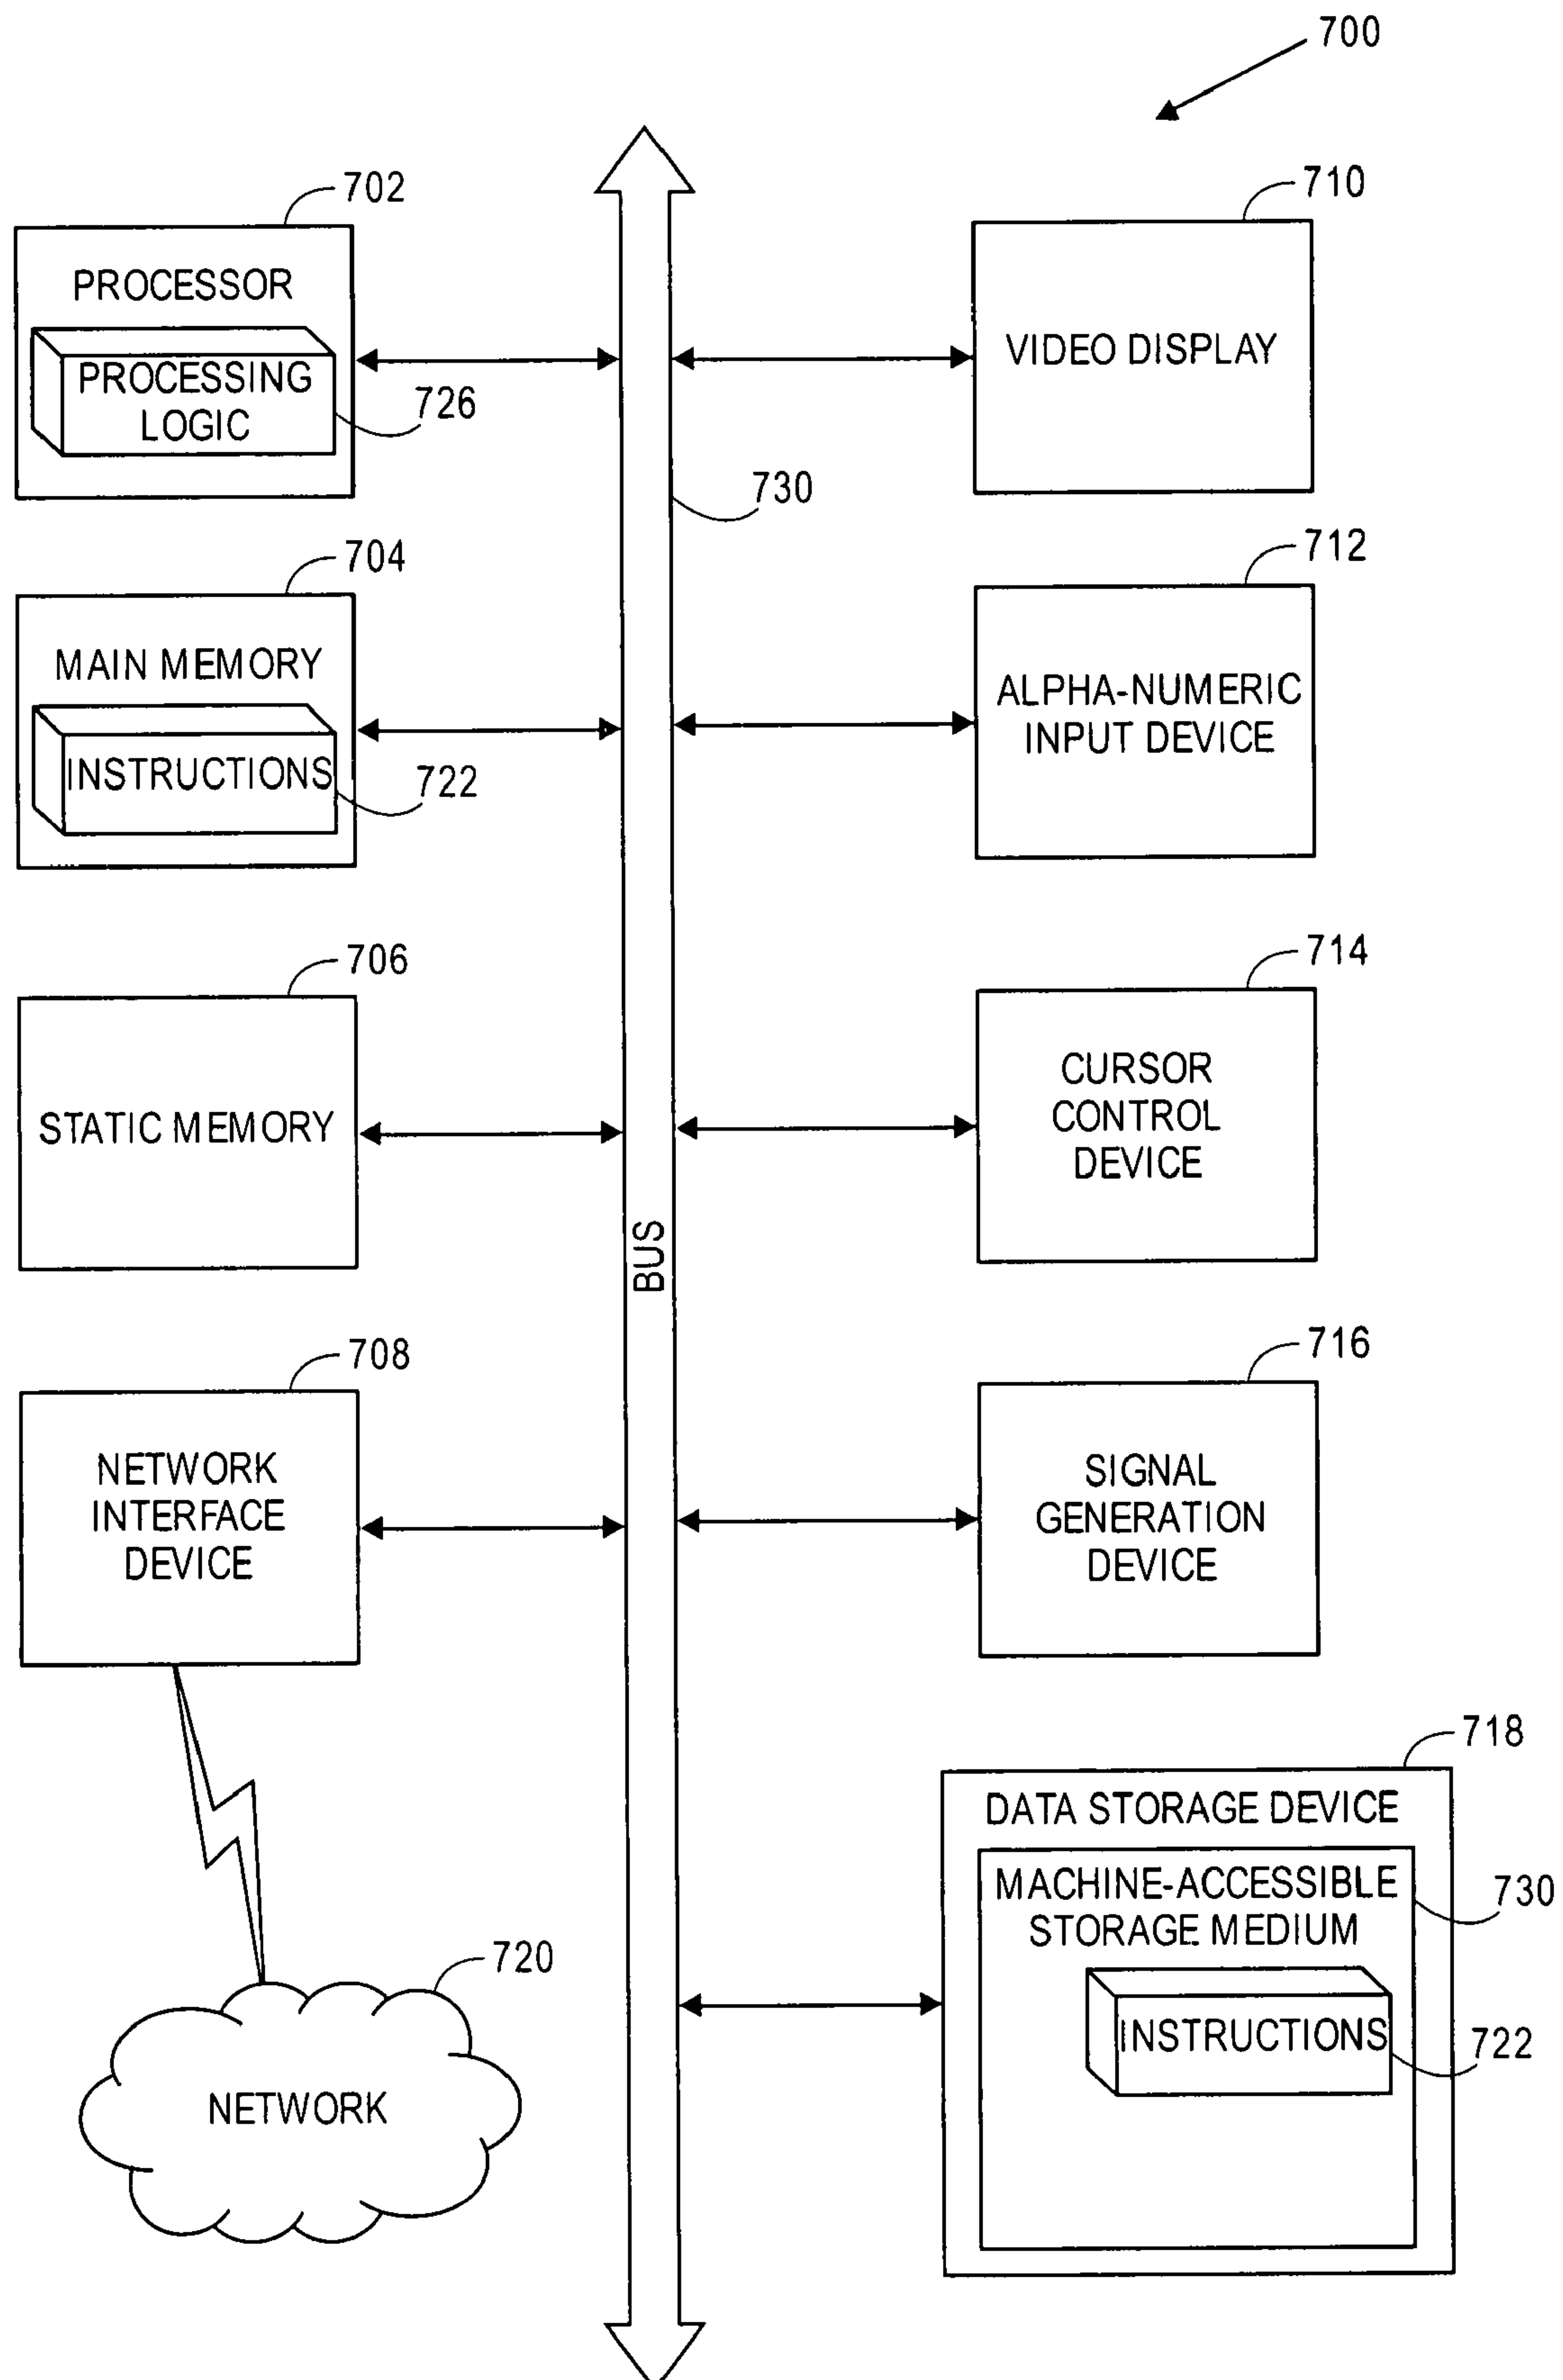 700
702
PROCESSOR
PROCESSING
LOGIC
726
704
MAIN MEMORY
INSTRUCTIONS
722
706
STATIC MEMORY
708
NETWORK
INTERFACE
DEVICE
720
NETWORK
730
BUS
710
VIDEO DISPLAY
712
ALPHA-NUMERIC
INPUT DEVICE
714
CURSOR
CONTROL
DEVICE
716
SIGNAL
GENERATION
DEVICE
718
DATA STORAGE DEVICE
MACHINE-ACCESSIBLE
STORAGE MEDIUM
730
INSTRUCTIONS
722